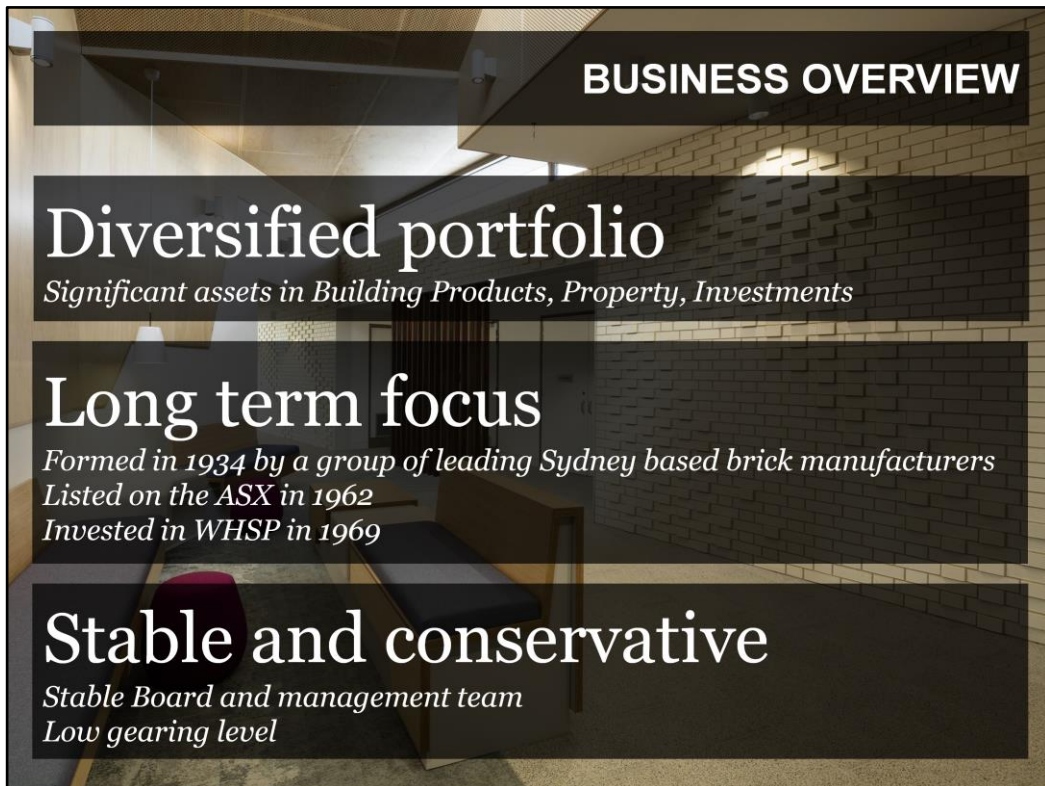 BUSINESS OVERVIEW
Diversified portfolio
Significant assets in Building Products, Property, Investments
Long term focus
Formed in 1934 by a group of leading Sydney based brick manufacturers
Listed on the ASX in 1962
Invested in WHSP in 1969
Stable and conservative
Stable Board and management team
Low gearing level